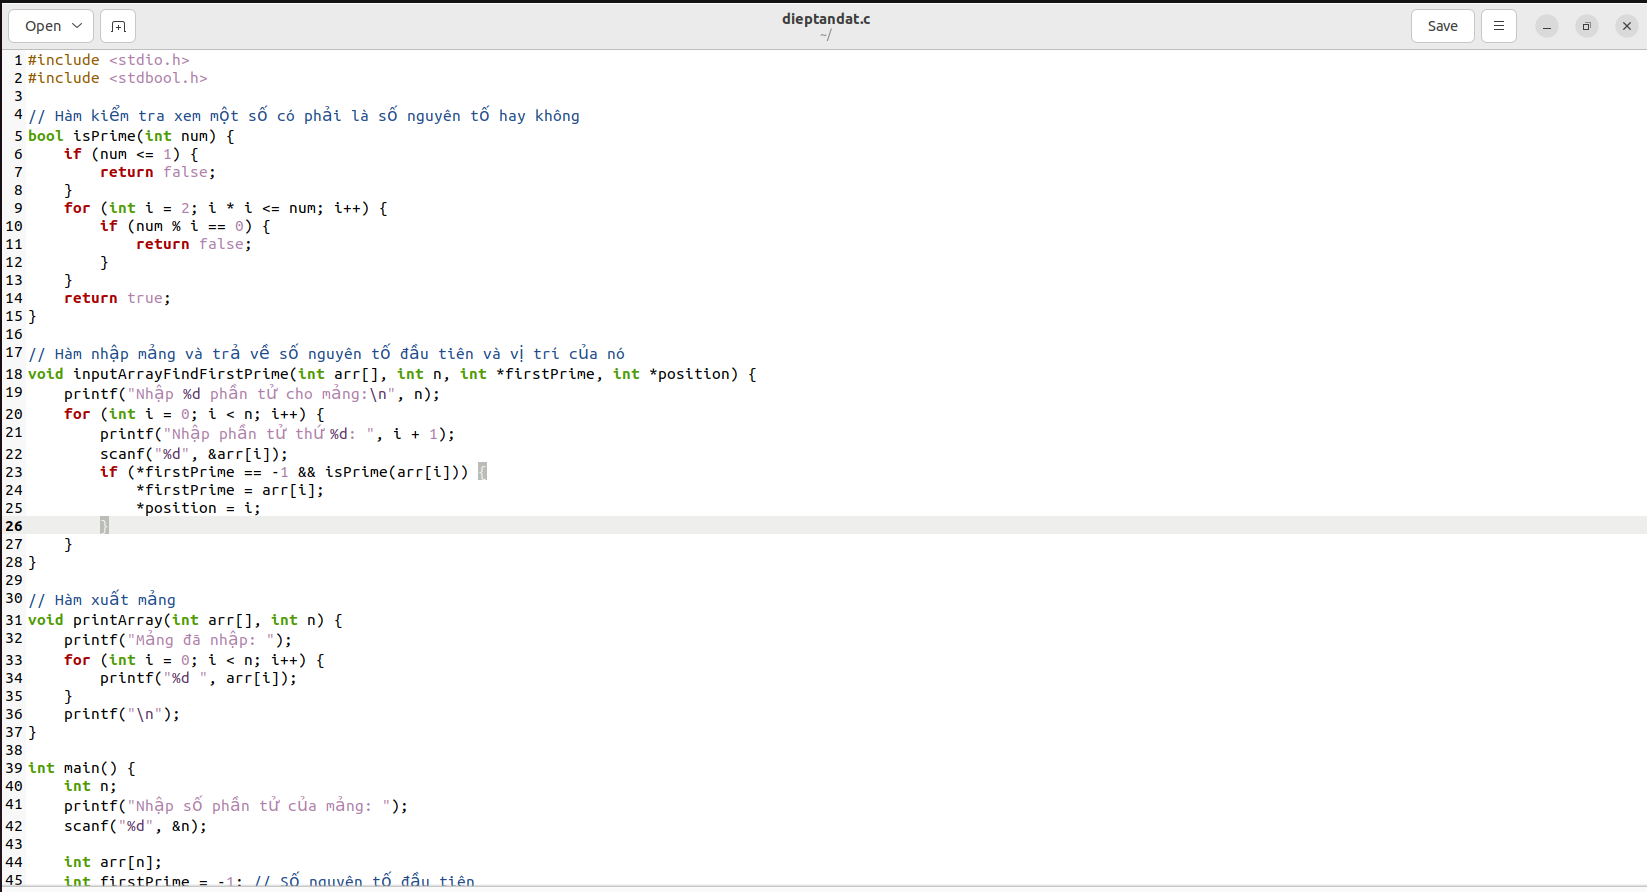 Open
dieptandat.c
~/
Save
1 #include <stdio.h>
2 #include <stdbool.h>
3
4 // Hàm kiểm tra xem một số có phải là số nguyên tố hay không
5 bool isPrime(int num) {
6     if (num <= 1) {
7         return false;
8     }
9     for (int i = 2; i * i <= num; i++) {
10         if (num % i == 0) {
11             return false;
12         }
13     }
14     return true;
15 }
16
17 // Hàm nhập mảng và trả về số nguyên tố đầu tiên và vị trí của nó
18 void inputArrayFindFirstPrime(int arr[], int n, int *firstPrime, int *position) {
19     printf("Nhập %d phần tử cho mảng:\n", n);
20     for (int i = 0; i < n; i++) {
21         printf("Nhập phần tử thứ %d: ", i + 1);
22         scanf("%d", &arr[i]);
23         if (*firstPrime == -1 && isPrime(arr[i])) {
24             *firstPrime = arr[i];
25             *position = i;
26         }
27     }
28 }
29
30 // Hàm xuất mảng
31 void printArray(int arr[], int n) {
32     printf("Mảng đã nhập: ");
33     for (int i = 0; i < n; i++) {
34         printf("%d ", arr[i]);
35     }
36     printf("\n");
37 }
38
39 int main() {
40     int n;
41     printf("Nhập số phần tử của mảng: ");
42     scanf("%d", &n);
43
44     int arr[n];
45     int firstPrime = -1; // Số nguyên tố đầu tiên